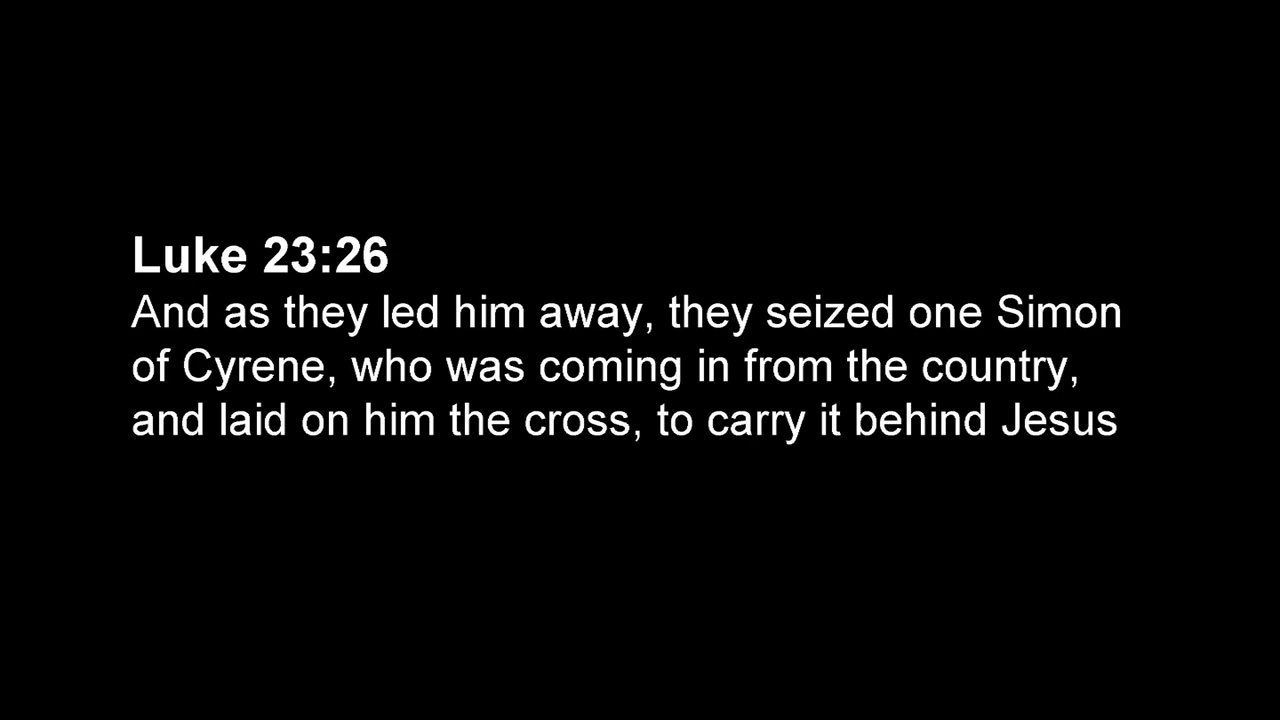 Luke 23:26
And as they led him away, they seized one Simon
of Cyrene, who was coming in from the country,
and laid on him the cross, to carry it behind Jesus